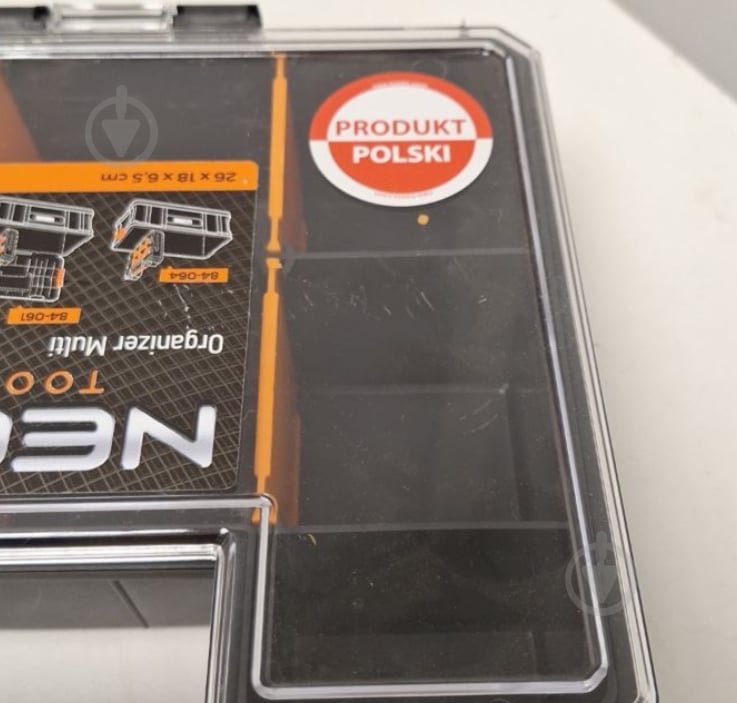 PRODUKT
POLSKI
NEO
TOO
Organizer Multi
84-064
84-061
26 x 18 x 6,5 cm